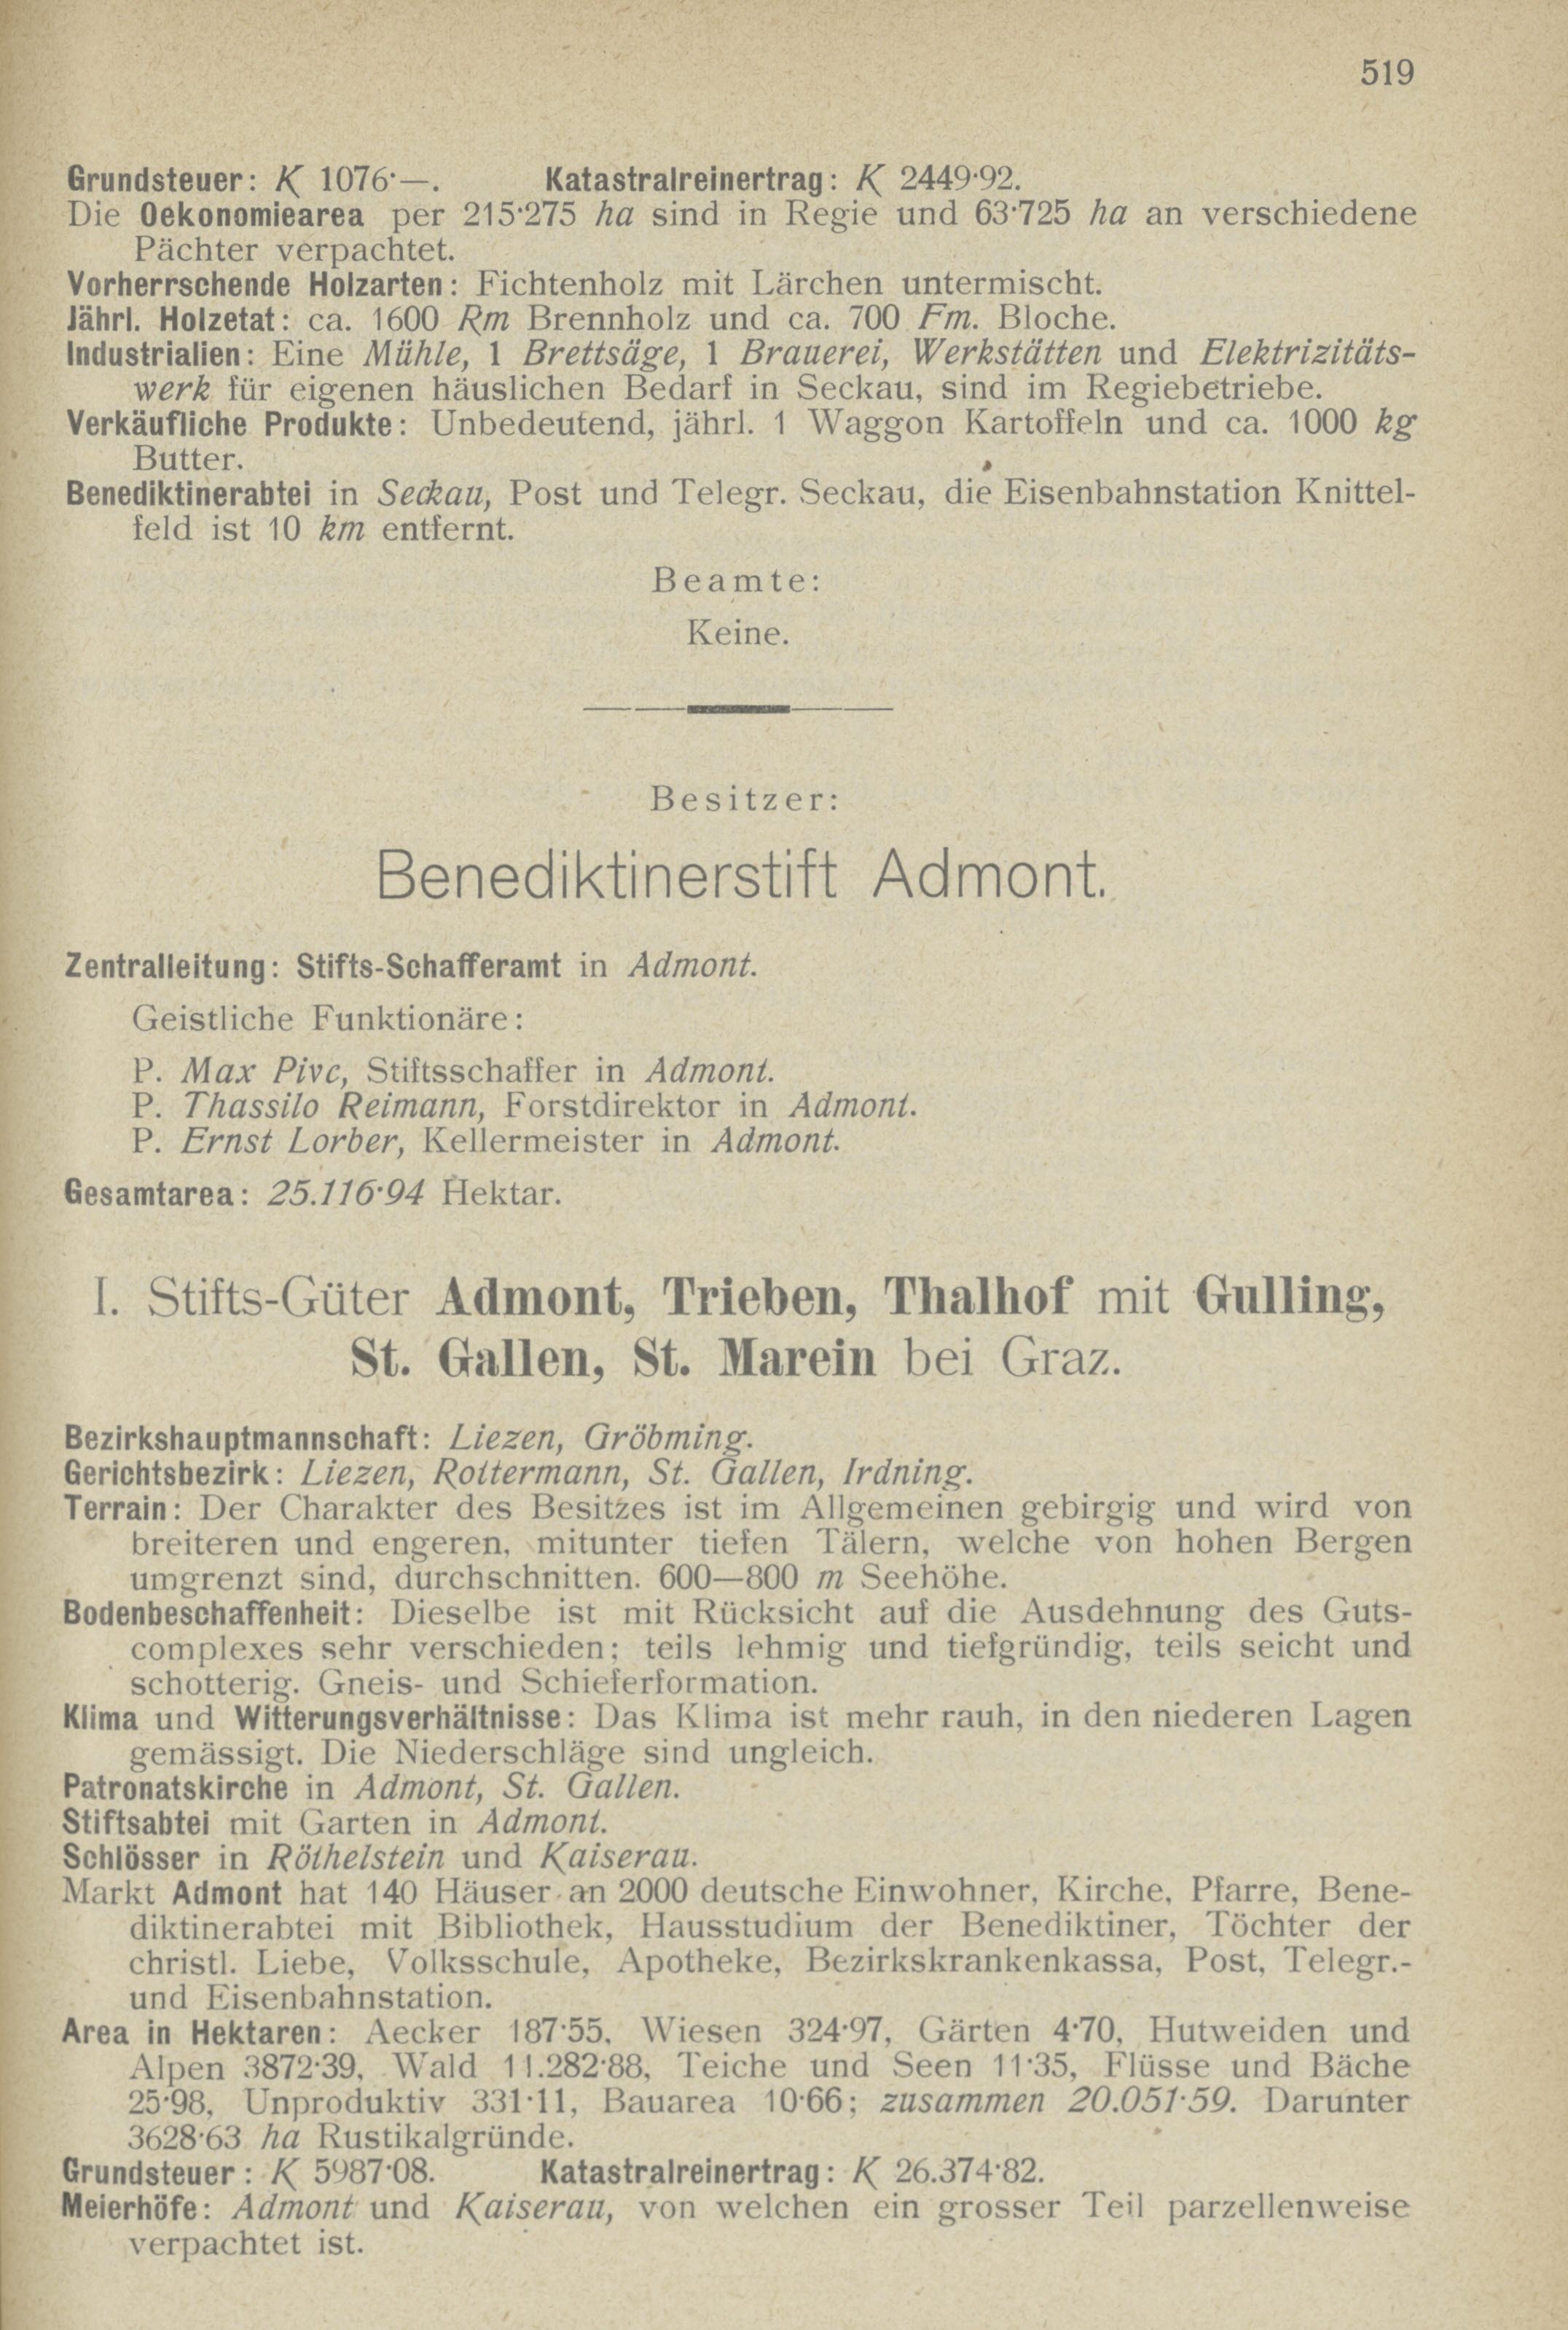 519
Grundsteuer: K 1076·—. Katastralreinertrag: K 2449·92.
Die Oekonomiearea per 215·275 ha sind in Regie und 63·725 ha an verschiedene
Pächter verpachtet.
Vorherrschende Holzarten: Fichtenholz mit Lärchen untermischt.
Jährl. Holzetat: ca. 1600 Rm Brennholz und ca. 700 Fm. Bloche.
Industrialien: Eine Mühle, 1 Brettsäge, 1 Brauerei, Werkstätten und Elektrizitäts-
werk für eigenen häuslichen Bedarf in Seckau, sind im Regiebetriebe.
Verkäufliche Produkte: Unbedeutend, jährl. 1 Waggon Kartoffeln und ca. 1000 kg
Butter.
Benediktinerabtei in Seckau, Post und Telegr. Seckau, die Eisenbahnstation Knittel-
feld ist 10 km entfernt.
Beamte:
Keine.
Besitzer:
Benediktinerstift Admont.
Zentralleitung: Stifts-Schafferamt in Admont.
Geistliche Funktionäre:
P. Max Pivc, Stiftsschaffer in Admont.
P. Thassilo Reimann, Forstdirektor in Admont.
P. Ernst Lorber, Kellermeister in Admont.
Gesamtarea: 25.116·94 Hektar.
I. Stifts-Güter Admont, Trieben, Thalhof mit Gulling,
St. Gallen, St. Marein bei Graz.
Bezirkshauptmannschaft: Liezen, Gröbming.
Gerichtsbezirk: Liezen, Rottermann, St. Gallen, Irdning.
Terrain: Der Charakter des Besitzes ist im Allgemeinen gebirgig und wird von
breiteren und engeren, mitunter tiefen Tälern, welche von hohen Bergen
umgrenzt sind, durchschnitten. 600—800 m Seehöhe.
Bodenbeschaffenheit: Dieselbe ist mit Rücksicht auf die Ausdehnung des Guts-
complexes sehr verschieden; teils lehmig und tiefgründig, teils seicht und
schotterig. Gneis- und Schieferformation.
Klima und Witterungsverhältnisse: Das Klima ist mehr rauh, in den niederen Lagen
gemässigt. Die Niederschläge sind ungleich.
Patronatskirche in Admont, St. Gallen.
Stiftsabtei mit Garten in Admont.
Schlösser in Röthelstein und Kaiserau.
Markt Admont hat 140 Häuser an 2000 deutsche Einwohner, Kirche, Pfarre, Bene-
diktinerabtei mit Bibliothek, Hausstudium der Benediktiner, Töchter der
christl. Liebe, Volksschule, Apotheke, Bezirkskrankenkassa, Post, Telegr.-
und Eisenbahnstation.
Area in Hektaren: Aecker 187·55, Wiesen 324·97, Gärten 4·70, Hutweiden und
Alpen 3872·39, Wald 11.282·88, Teiche und Seen 11·35, Flüsse und Bäche
25·98, Unproduktiv 331·11, Bauarea 10·66; zusammen 20.051·59. Darunter
3628·63 ha Rustikalgründe.
Grundsteuer: K 5987·08. Katastralreinertrag: K 26.374·82.
Meierhöfe: Admont und Kaiserau, von welchen ein grosser Teil parzellenweise
verpachtet ist.